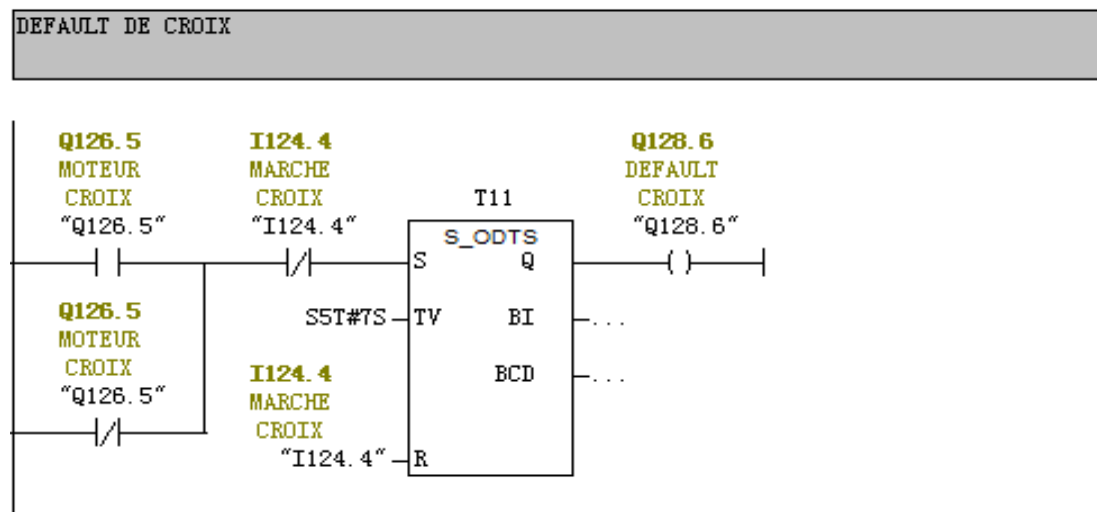 DEFAULT DE CROIX
Q126.5
MOTEUR
CROIX
"Q126.5"
I124.4
MARCHE
CROIX
"I124.4"
Q128.6
DEFAULT
CROIX
"Q128.6"
T11
S_ODTS
S
Q
S5T#7S
TV
BI
...
BCD
...
Q126.5
MOTEUR
CROIX
"Q126.5"
I124.4
MARCHE
CROIX
"I124.4"
R